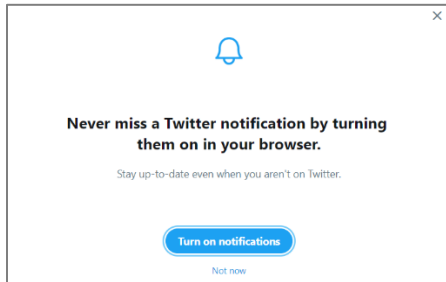 Never miss a Twitter notification by turning
them on in your browser.
Stay up-to-date even when you aren't on Twitter.
Turn on notifications
Not now